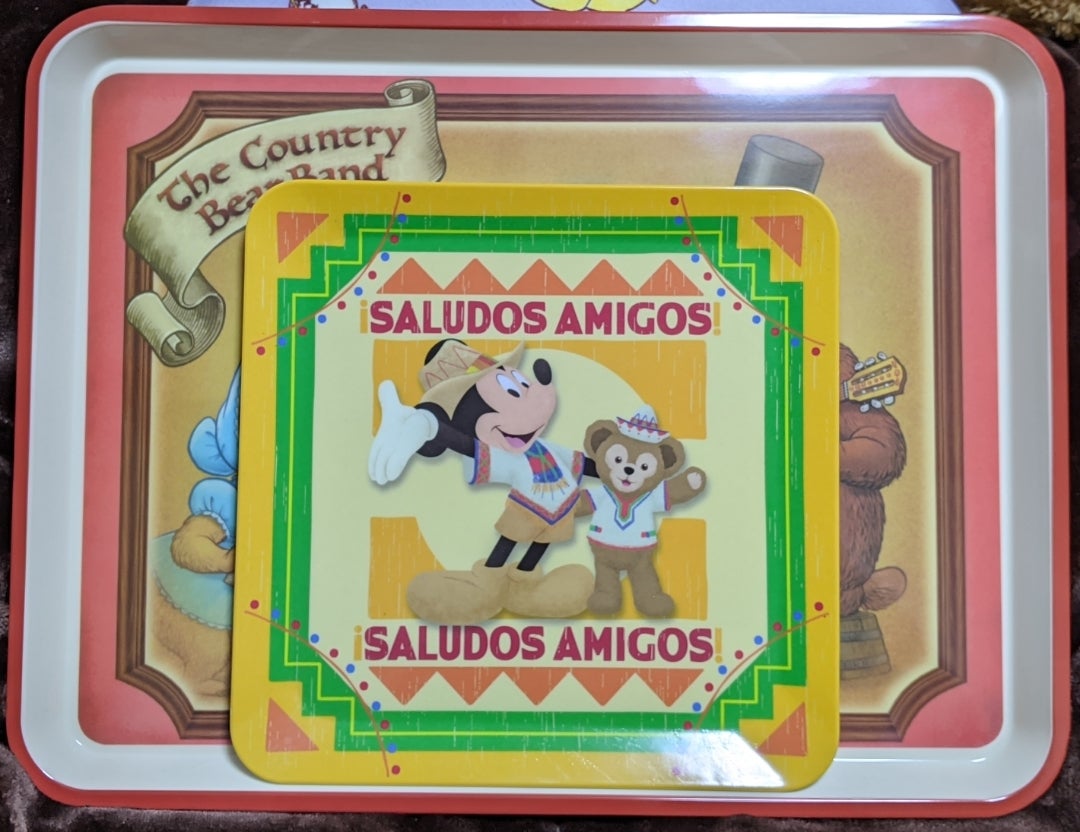 The Country
Bear Band
¡SALUDOS AMIGOS!
¡SALUDOS AMIGOS!